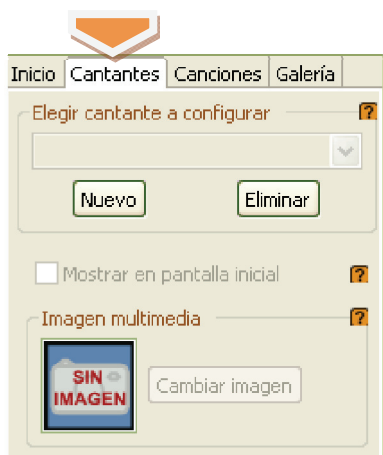 Inicio Cantantes Canciones Galería
Elegir cantante a configurar ?
Nuevo Eliminar
Mostrar en pantalla inicial ?
Imagen multimedia ?
SIN
IMAGEN
Cambiar imagen